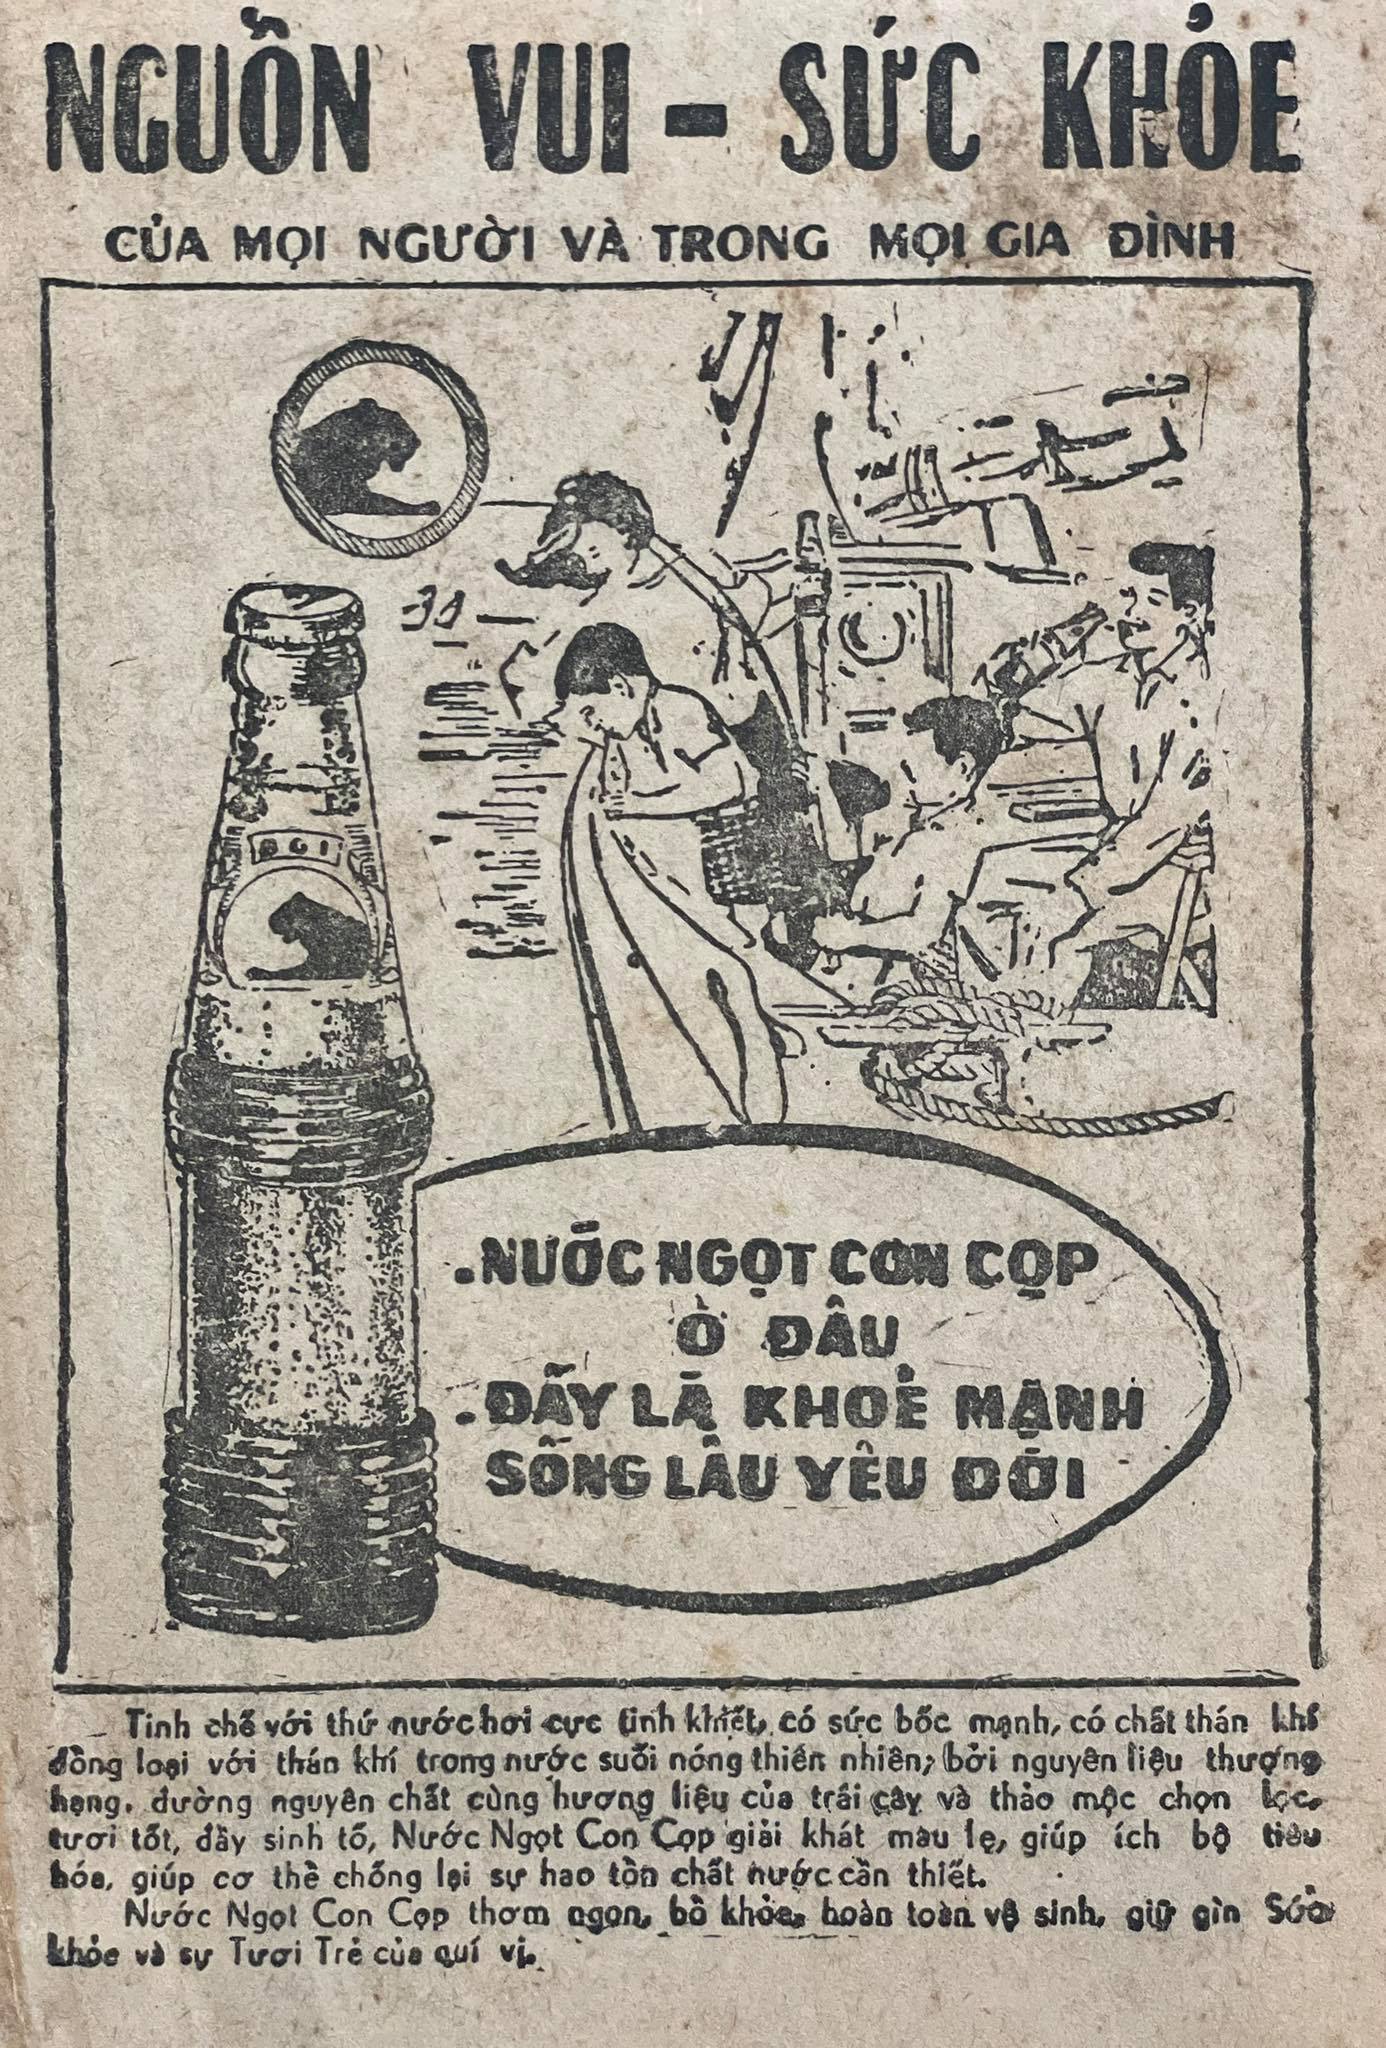 NGUỒN VUI - SỨC KHỎE
CỦA MỌI NGƯỜI VÀ TRONG MỌI GIA ĐÌNH
BGI
.NƯỚC NGỌT CON CỌP
Ở ĐÂU
.ĐẤY LÀ KHOẺ MẠNH
SỐNG LÂU YÊU ĐỜI
Tinh chế với thứ nước hơi cực tinh khiết, có sức bốc mạnh, có chất thán khí
đồng loại với thán khí trong nước suối nóng thiên nhiên; bởi nguyên liệu thượng
hạng, đường nguyên chất cùng hương liệu của trái cây và thảo mộc chọn lọc,
tươi tốt, đầy sinh tố, Nước Ngọt Con Cọp giải khát mau lẹ, giúp ích bộ tiêu
hóa, giúp cơ thể chống lại sự hao tổn chất nước cần thiết.
Nước Ngọt Con Cọp thơm ngon, bổ khỏe, hoàn toàn vệ sinh, giữ gìn Sức
khỏe và sự Tươi Trẻ của quí vị.